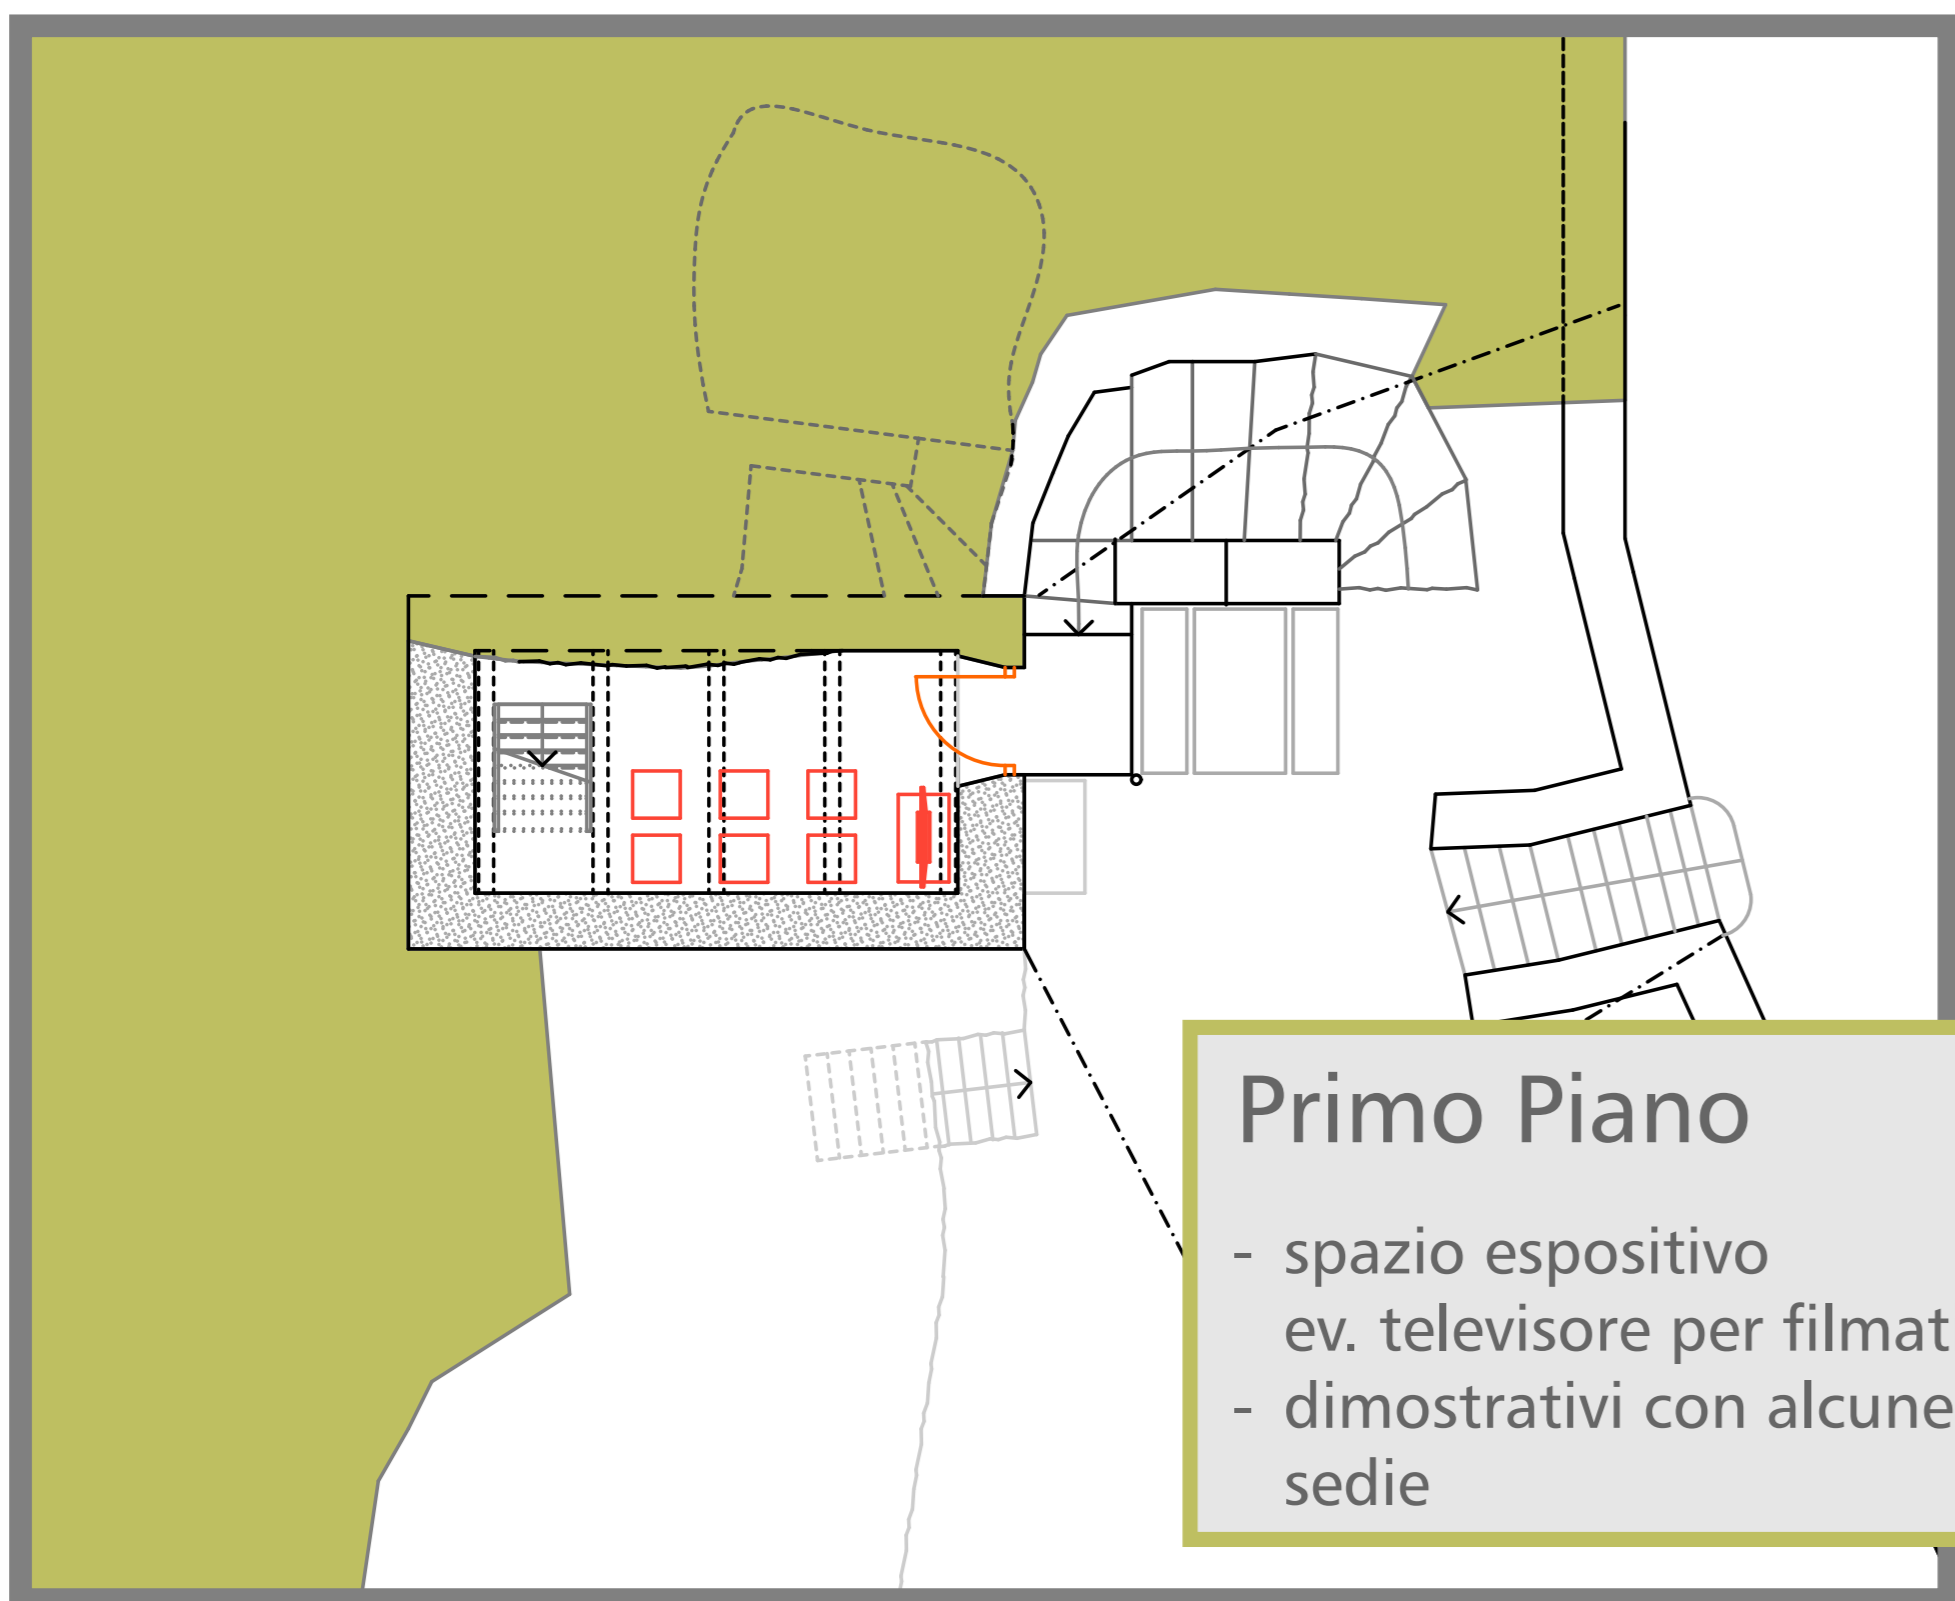 Primo Piano
- spazio espositivo
ev. televisore per filmat
- dimostrativi con alcune
sedie